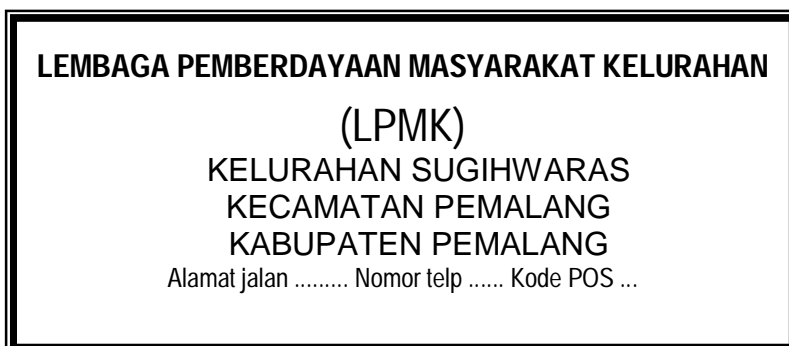 LEMBAGA PEMBERDAYAAN MASYARAKAT KELURAHAN
(LPMK)
KELURAHAN SUGIHWARAS
KECAMATAN PEMALANG
KABUPATEN PEMALANG
Alamat jalan ......... Nomor telp ...... Kode POS ...